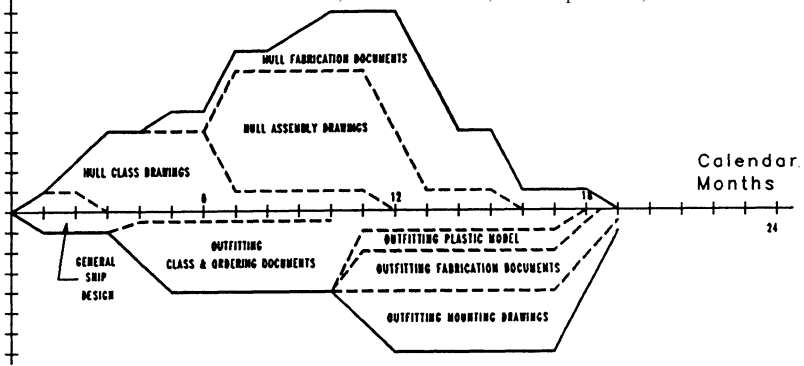 HULL FABRICATION DOCUMENTS
HULL ASSEMBLY DRAWINGS
HULL CLASS DRAWINGS
Calendar
Months
6
12
18
24
GENERAL
SHIP
DESIGN
OUTFITTING
CLASS & ORDERING DOCUMENTS
OUTFITTING PLASTIC MODEL
OUTFITTING FABRICATION DOCUMENTS
OUTFITTING MOUNTING DRAWINGS